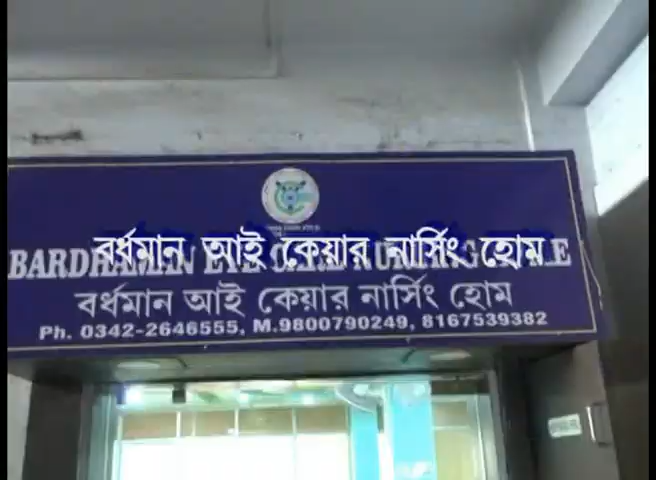 বর্ধমান আই কেয়ার নার্সিং হোম
BARDHAMAN EYE CARE NURSING HOME
বর্ধমান আই কেয়ার নার্সিং হোম
Ph. 0342-2646555, M.9800790249, 8167539382